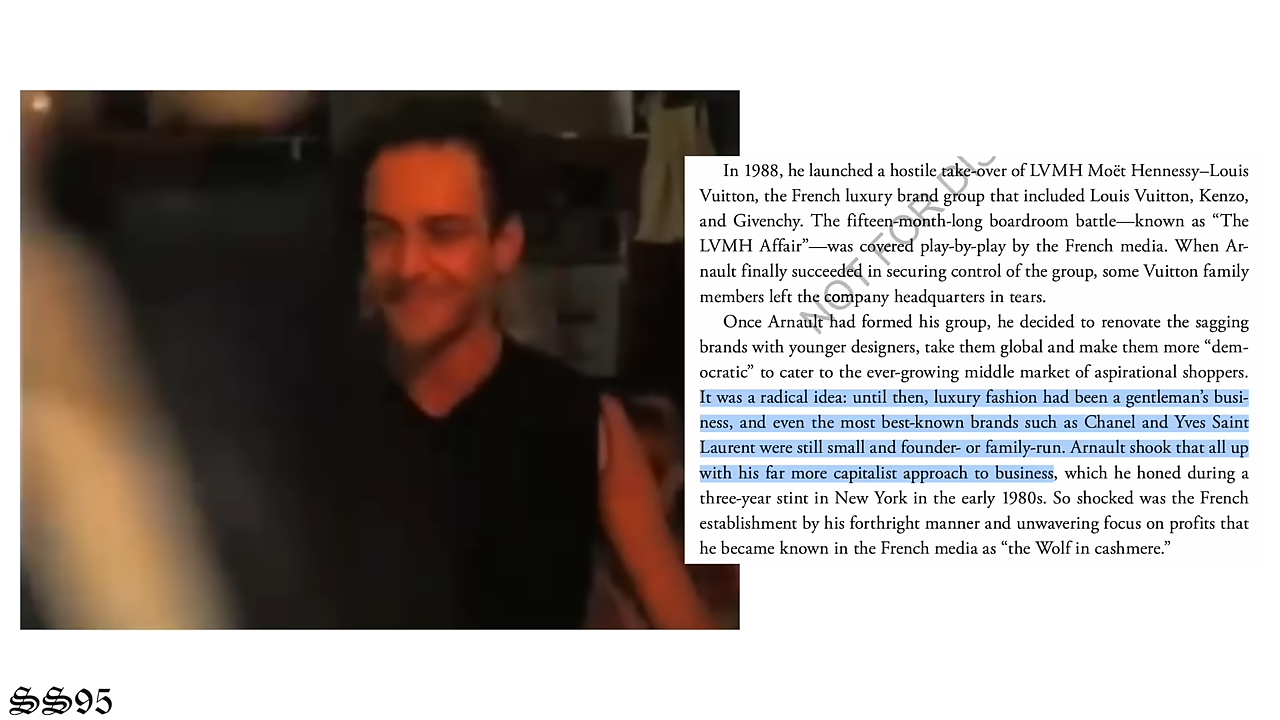 In 1988, he launched a hostile take-over of LVMH Moët Hennessy–Louis
Vuitton, the French luxury brand group that included Louis Vuitton, Kenzo,
and Givenchy. The fifteen-month-long boardroom battle—known as “The
LVMH Affair”—was covered play-by-play by the French media. When Ar-
nault finally succeeded in securing control of the group, some Vuitton family
members left the company headquarters in tears.
Once Arnault had formed his group, he decided to renovate the sagging
brands with younger designers, take them global and make them more “dem-
ocratic” to cater to the ever-growing middle market of aspirational shoppers.
It was a radical idea: until then, luxury fashion had been a gentleman’s busi-
ness, and even the most best-known brands such as Chanel and Yves Saint
Laurent were still small and founder- or family-run. Arnault shook that all up
with his far more capitalist approach to business, which he honed during a
three-year stint in New York in the early 1980s. So shocked was the French
establishment by his forthright manner and unwavering focus on profits that
he became known in the French media as “the Wolf in cashmere.”
NOT FOR DIS
SS95